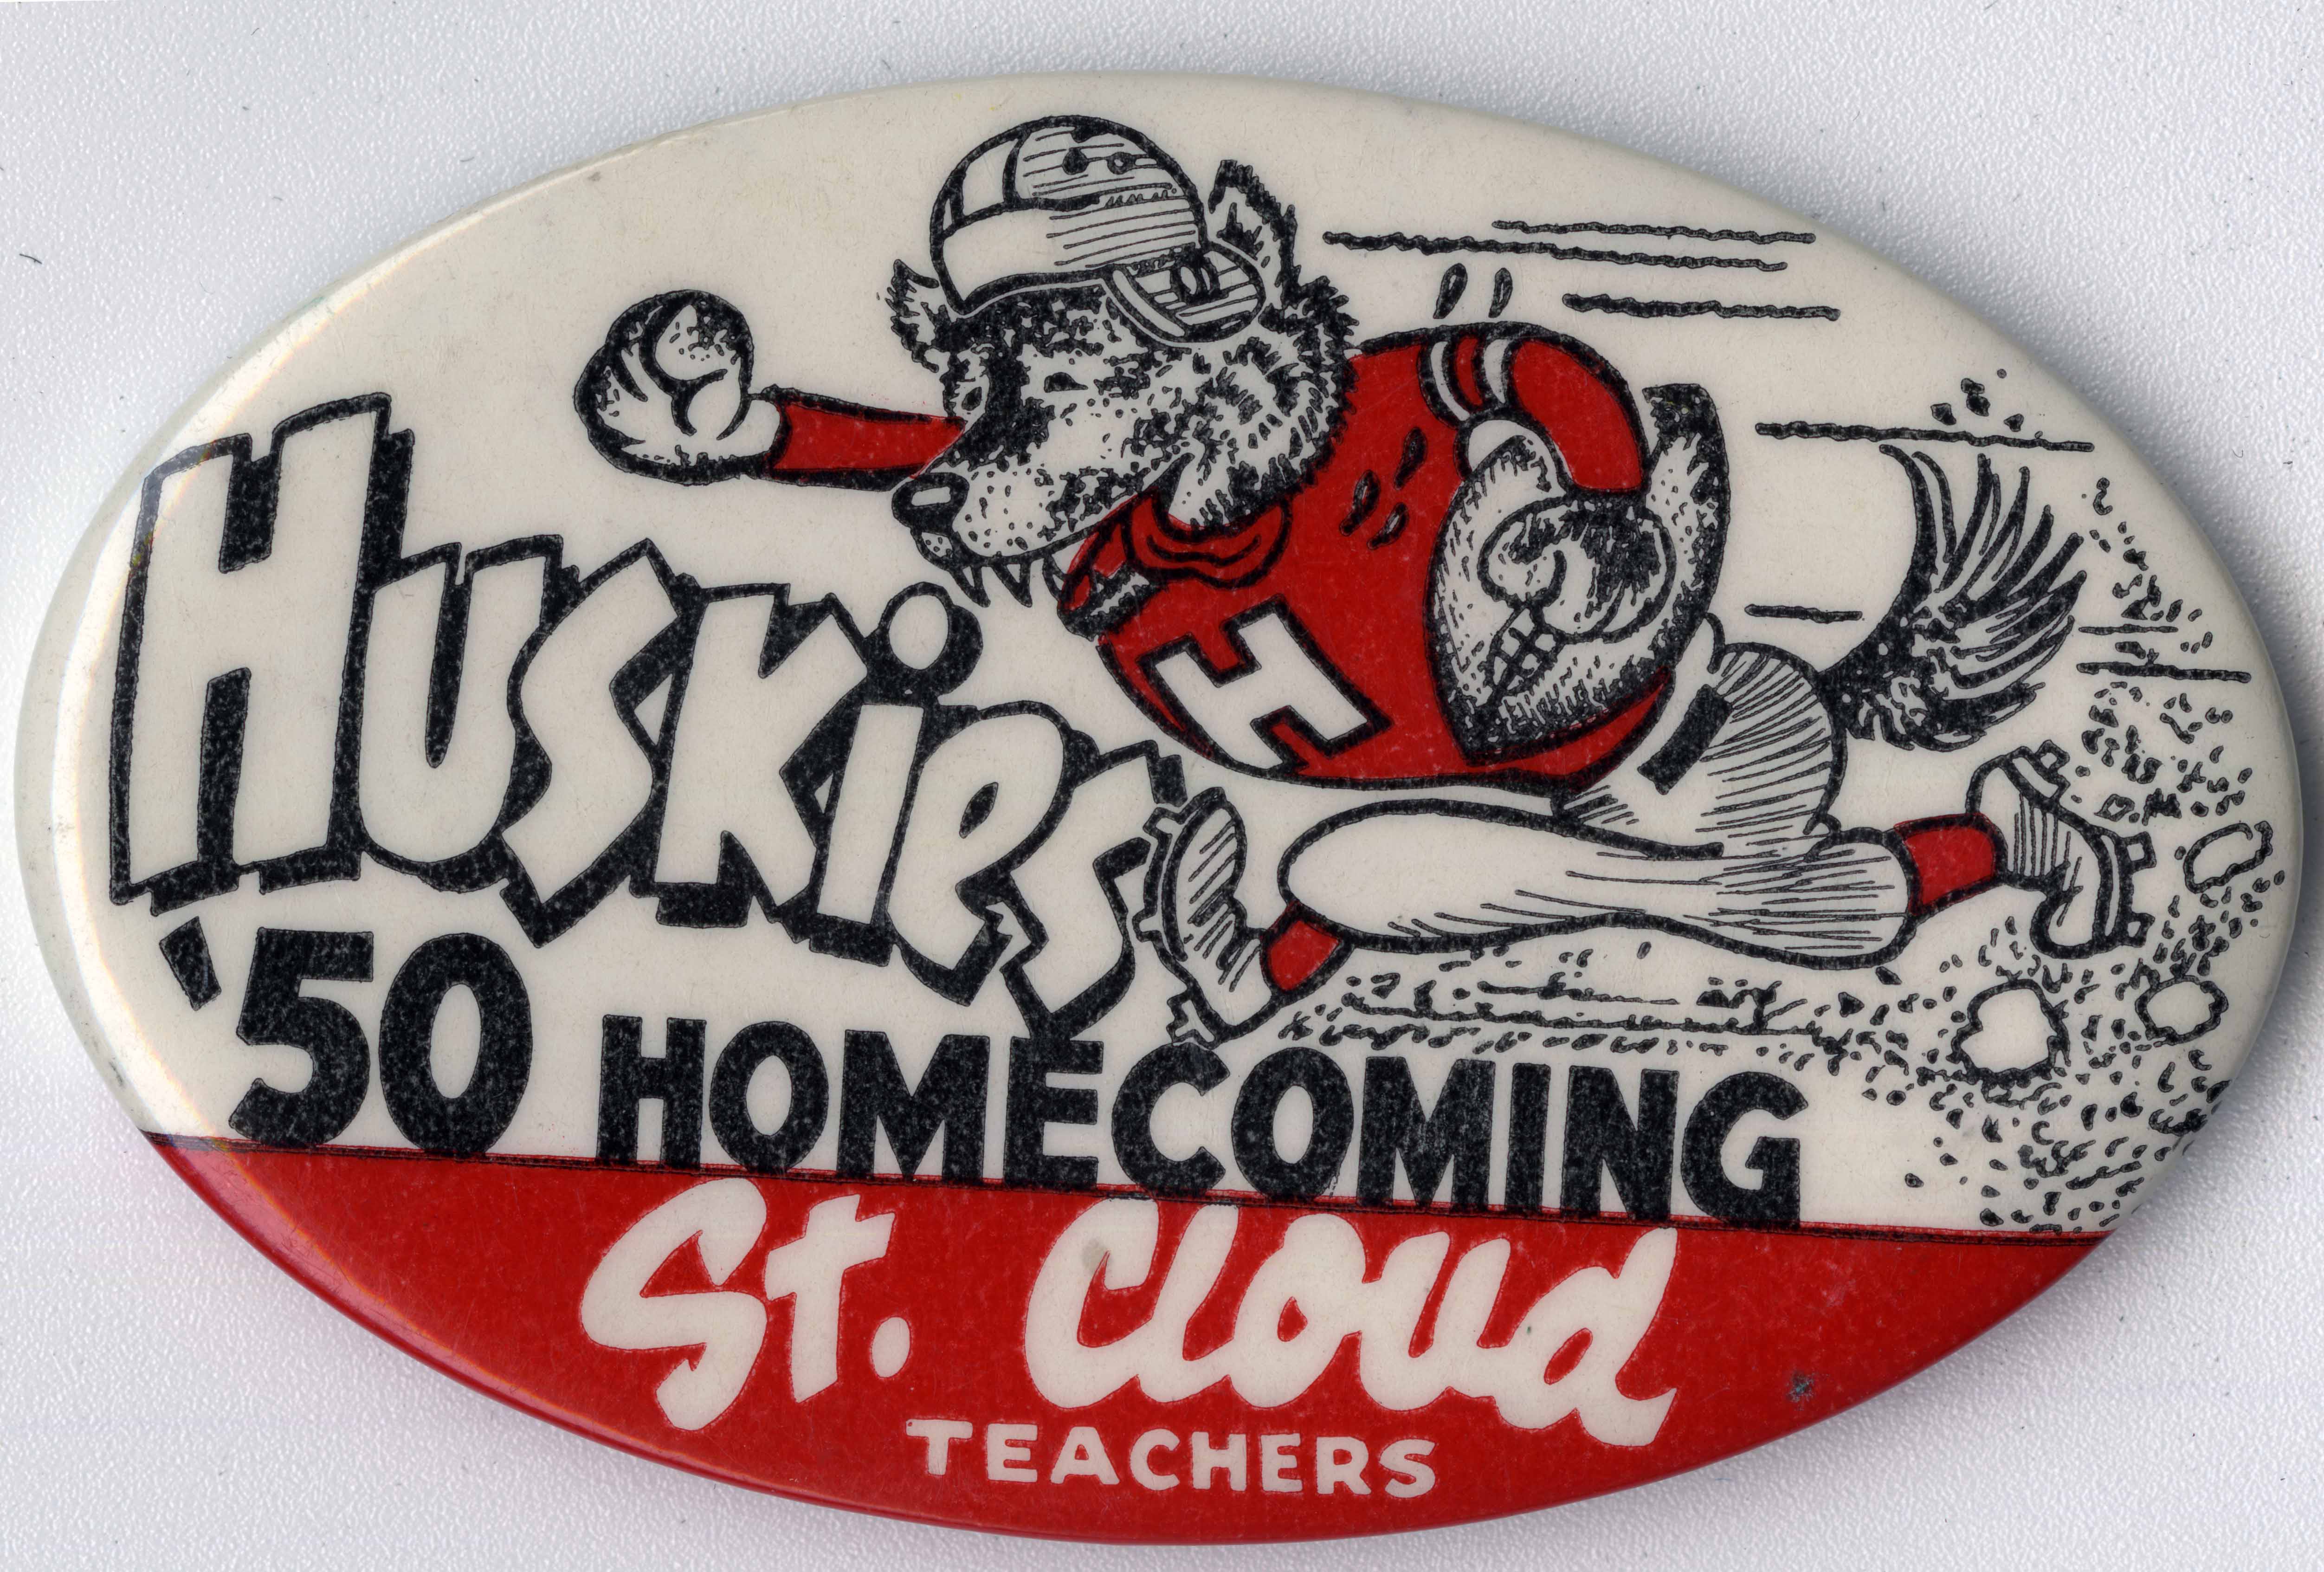 HUSKiES
H
'50 HOMECOMING
St. Cloud
TEACHERS